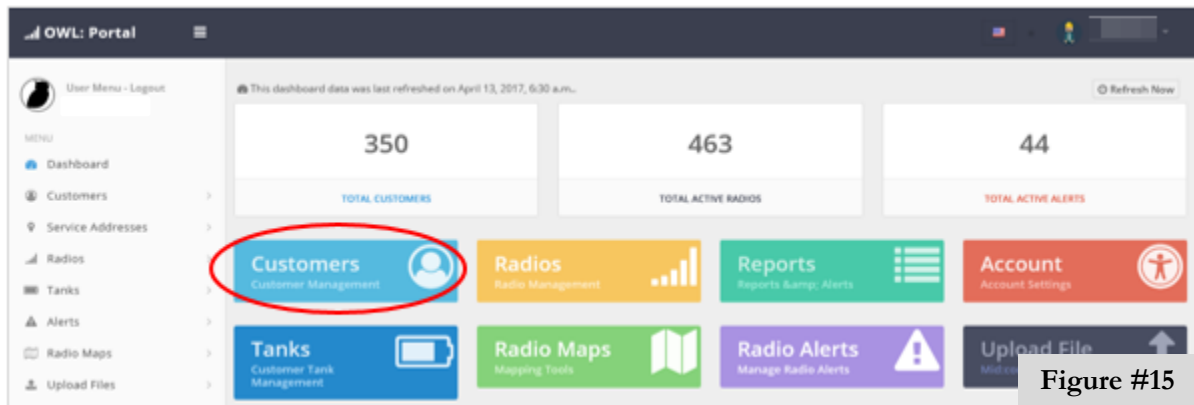 OWL: Portal
User Menu - Logout
This dashboard data was last refreshed on April 13, 2017, 6:30 a.m..
Refresh Now
MENU
Dashboard
Customers
Service Addresses
Radios
Tanks
Alerts
Radio Maps
Upload Files
350
463
44
TOTAL CUSTOMERS
TOTAL ACTIVE RADIOS
TOTAL ACTIVE ALERTS
Customers
Customer Management
Radios
Radio Management
Reports
Reports &amp; Alerts
Account
Account Settings
Tanks
Customer Tank
Management
Radio Maps
Mapping Tools
Radio Alerts
Manage Radio Alerts
Upload File
Figure #15